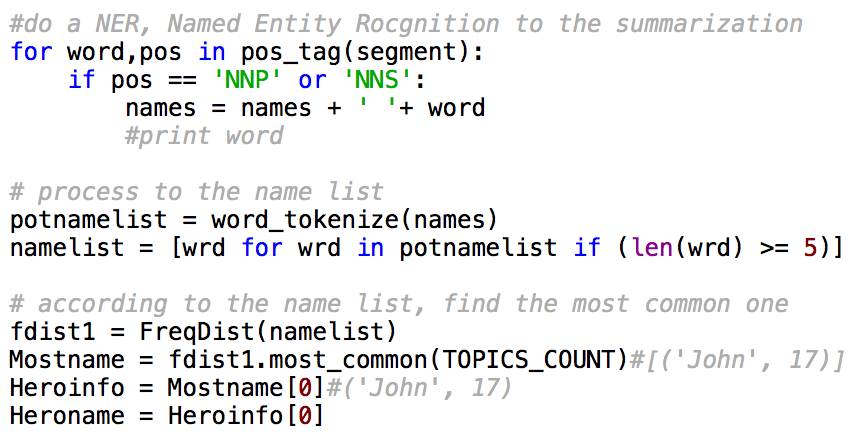 #do a NER, Named Entity Rocgnition to the summarization
for word,pos in pos_tag(segment):
    if pos == 'NNP' or 'NNS':
        names = names + ' '+ word
        #print word

# process to the name list
potnamelist = word_tokenize(names)
namelist = [wrd for wrd in potnamelist if (len(wrd) >= 5)]

# according to the name list, find the most common one
fdist1 = FreqDist(namelist)
Mostname = fdist1.most_common(TOPICS_COUNT)#[('John', 17)]
Heroinfo = Mostname[0]#('John', 17)
Heroname = Heroinfo[0]